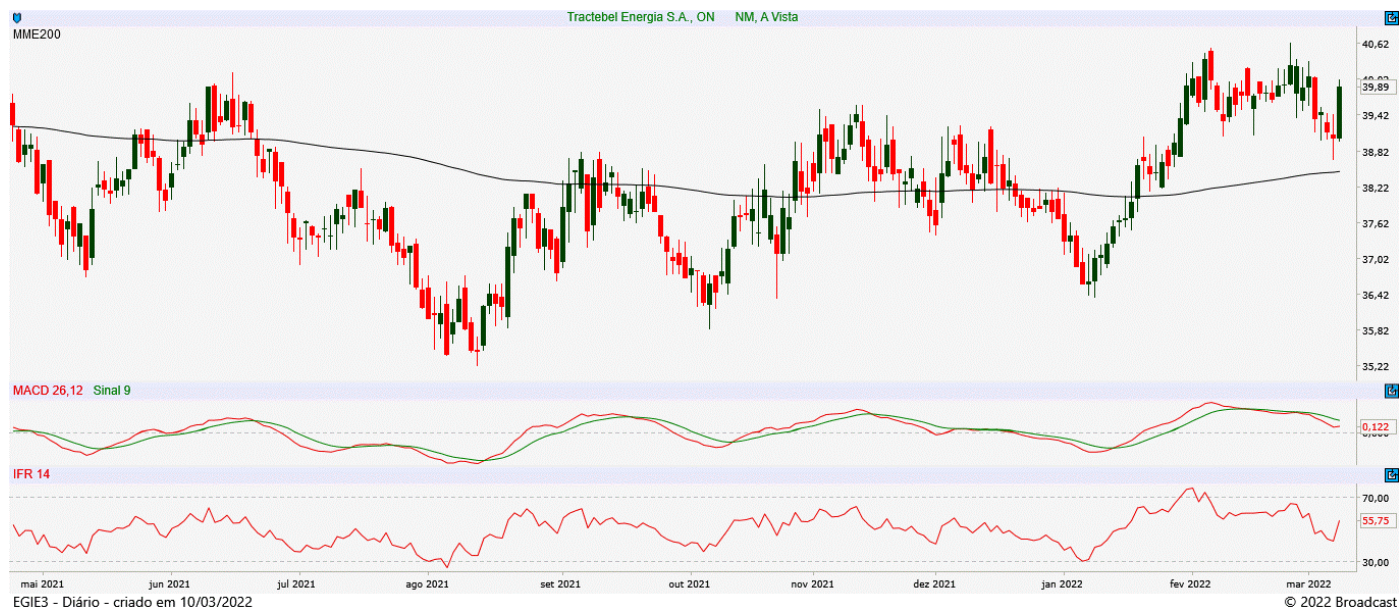 Tractebel Energia S.A., ON NM, A Vista
MME200
40,62
39,89
39,42
38,82
38,22
37,62
37,02
36,42
35,82
35,22
MACD 26,12 Sinal 9
0,122
IFR 14
70,00
55,75
30,00
mai 2021 jun 2021 jul 2021 ago 2021 set 2021 out 2021 nov 2021 dez 2021 jan 2022 fev 2022 mar 2022
EGIE3 - Diário - criado em 10/03/2022 © 2022 Broadcast